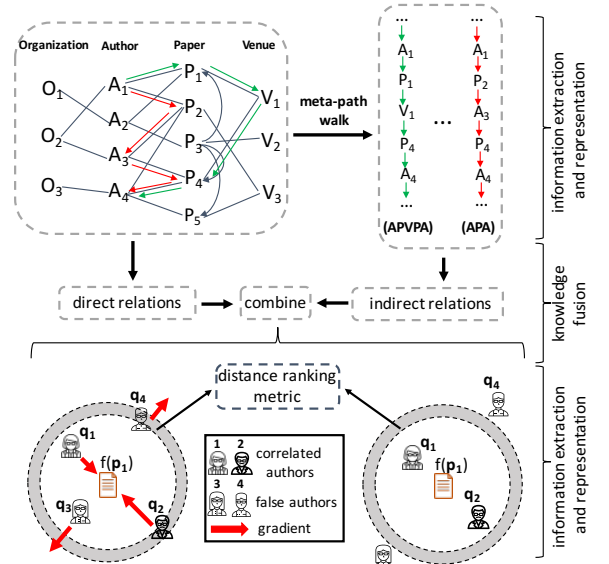 Organization Author Paper Venue
O1
O2
O3
A1
A2
A3
A4
P1
P2
P3
P4
P5
V1
V2
V3
meta-path
walk
...
A1
P1
V1
P4
A4
...
(APVPA)
...
...
A1
P2
A3
P4
A4
...
(APA)
information extraction
and representation
direct relations
combine
indirect relations
knowledge
fusion
distance ranking
metric
q4
q1
f(p1)
q3
q2
1 2
correlated
authors
3 4
false authors
gradient
q4
q1
f(p1)
q2
information extraction
and representation